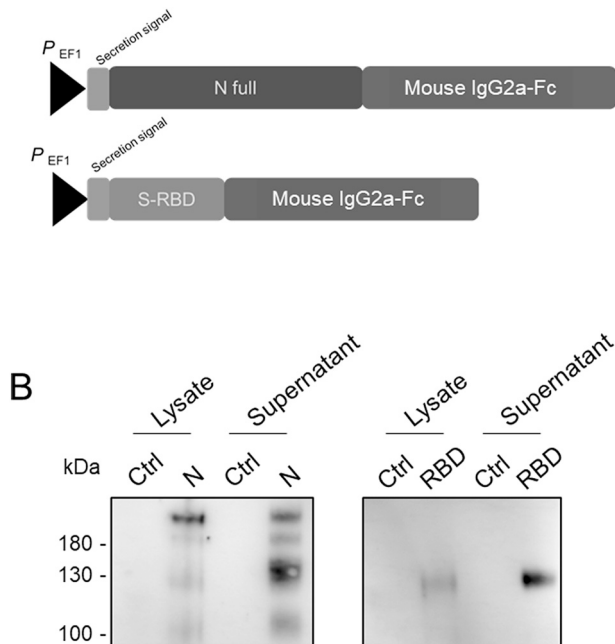 Secretion signal
P EF1
N full
Mouse IgG2a-Fc
Secretion signal
P EF1
S-RBD
Mouse IgG2a-Fc
B
Lysate
Supernatant
Lysate
Supernatant
kDa
Ctrl
N
Ctrl
N
Ctrl
RBD
Ctrl
RBD
180 -
130 -
100 -